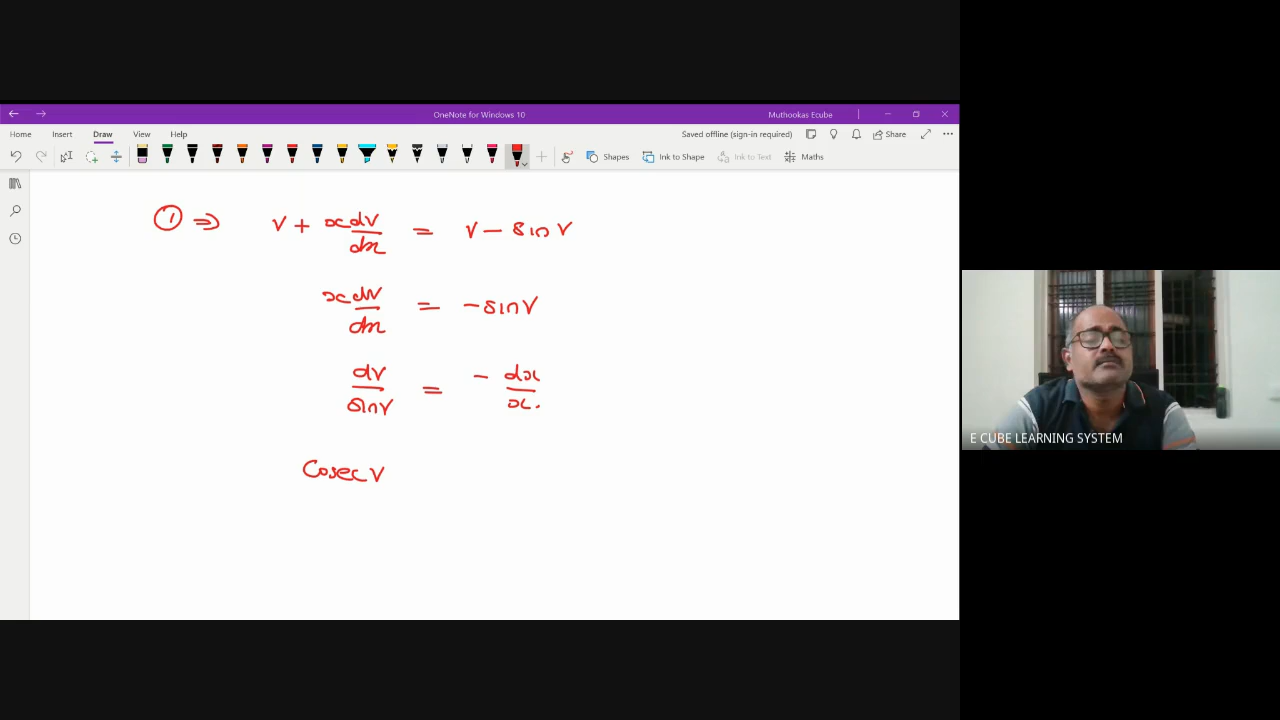 OneNote for Windows 10
Muthookas Ecube
Home Insert Draw View Help
Saved offline (sign-in required) Share
Shapes Ink to Shape Ink to Text Maths
① ⇒ v + x dv/dx = v − sin v
x dv/dx = − sin v
dv/sin v = − dx/x.
Cosec v
E CUBE LEARNING SYSTEM